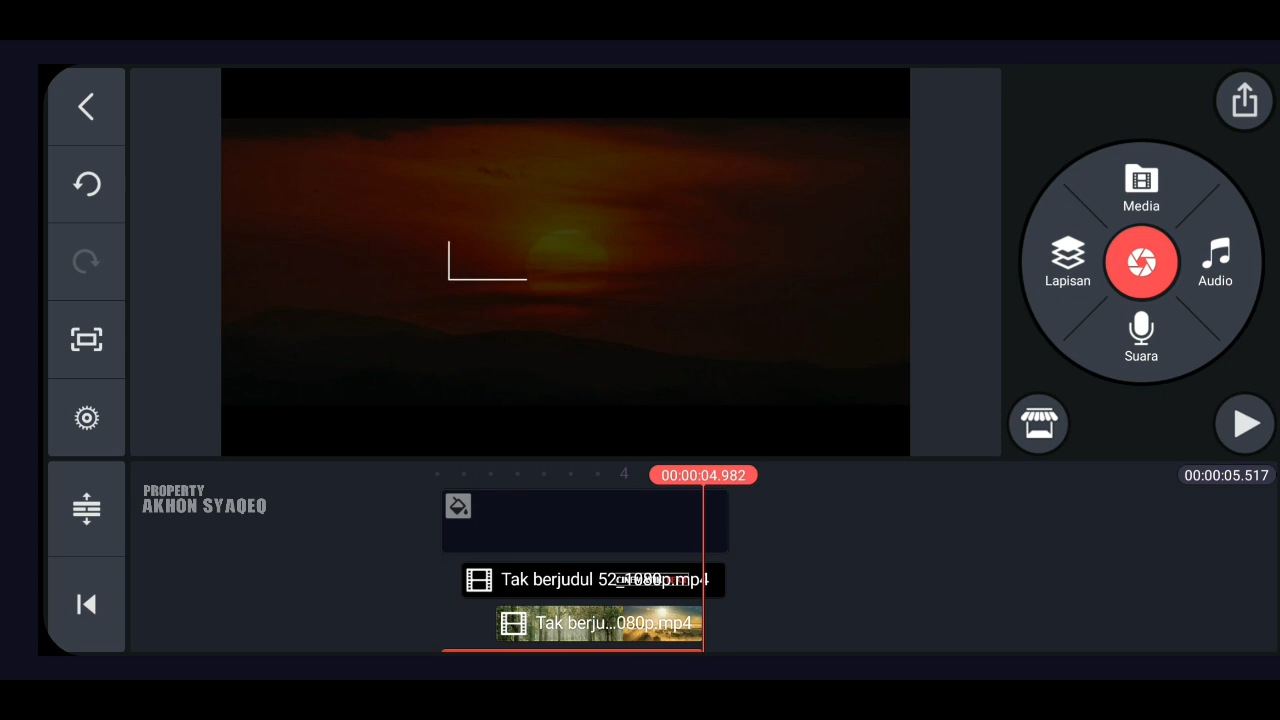 Media
Lapisan
Audio
Suara
4
00:00:04.982
00:00:05.517
PROPERTY
AKHON SYAQEQ
Tak berjudul 52_1080p.mp4
Tak berju...080p.mp4